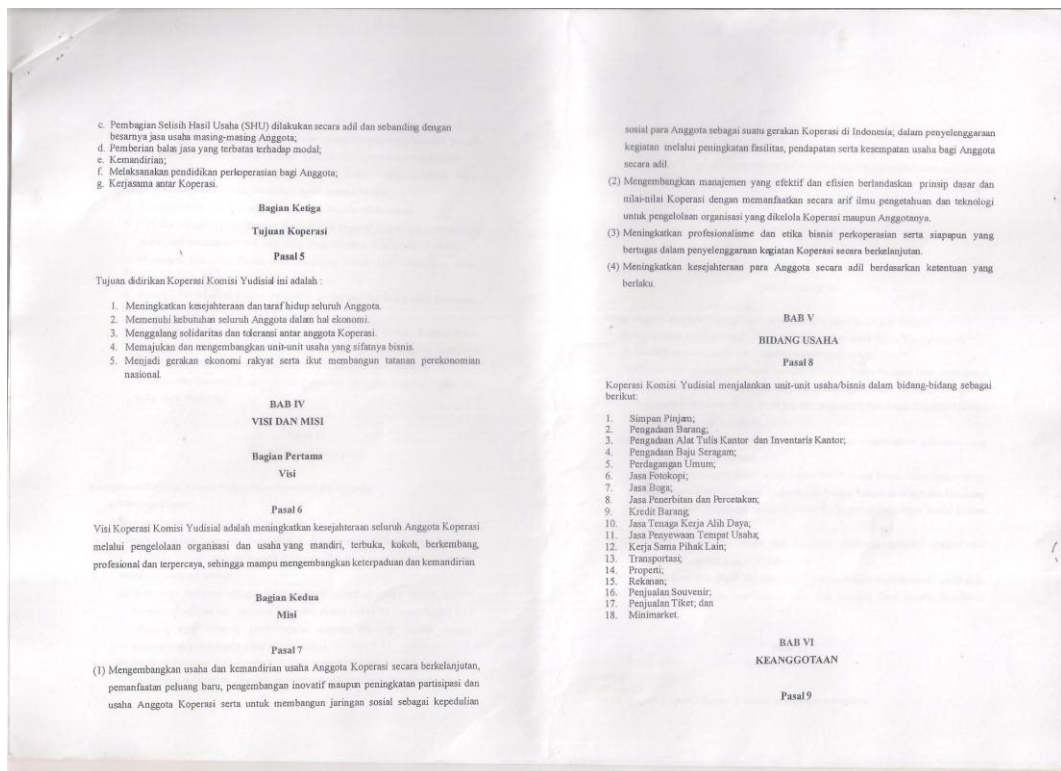 c. Pembagian Selisih Hasil Usaha (SHU) dilakukan secara adil dan sebanding dengan
besarnya jasa usaha masing-masing Anggota;
d. Pemberian balas jasa yang terbatas terhadap modal;
e. Kemandirian;
f. Melaksanakan pendidikan perkoperasian bagi Anggota;
g. Kerjasama antar Koperasi.
Bagian Ketiga
Tujuan Koperasi
Pasal 5
Tujuan didirikan Koperasi Komisi Yudisial ini adalah :
1. Meningkatkan kesejahteraan dan taraf hidup seluruh Anggota.
2. Memenuhi kebutuhan seluruh Anggota dalam hal ekonomi.
3. Menggalang solidaritas dan toleransi antar anggota Koperasi.
4. Memajukan dan mengembangkan unit-unit usaha yang sifatnya bisnis.
5. Menjadi gerakan ekonomi rakyat serta ikut membangun tatanan perekonomian
nasional.
BAB IV
VISI DAN MISI
Bagian Pertama
Visi
Pasal 6
Visi Koperasi Komisi Yudisial adalah meningkatkan kesejahteraan seluruh Anggota Koperasi
melalui pengelolaan organisasi dan usaha yang mandiri, terbuka, kokoh, berkembang,
profesional dan terpercaya, sehingga mampu mengembangkan keterpaduan dan kemandirian
Bagian Kedua
Misi
Pasal 7
(1) Mengembangkan usaha dan kemandirian usaha Anggota Koperasi secara berkelanjutan,
pemanfaatan peluang baru, pengembangan inovatif maupun peningkatan partisipasi dan
usaha Anggota Koperasi serta untuk membangun jaringan sosial sebagai kepedulian
sosial para Anggota sebagai suatu gerakan Koperasi di Indonesia; dalam penyelenggaraan
kegiatan melalui peningkatan fasilitas, pendapatan serta kesempatan usaha bagi Anggota
secara adil.
(2) Mengembangkan manajemen yang efektif dan efisien berlandaskan prinsip dasar dan
nilai-nilai Koperasi dengan memanfaatkan secara arif ilmu pengetahuan dan teknologi
untuk pengelolaan organisasi yang dikelola Koperasi maupun Anggotanya.
(3) Meningkatkan profesionalisme dan etika bisnis perkoperasian serta siapapun yang
bertugas dalam penyelenggaraan kegiatan Koperasi secara berkelanjutan.
(4) Meningkatkan kesejahteraan para Anggota secara adil berdasarkan ketentuan yang
berlaku.
BAB V
BIDANG USAHA
Pasal 8
Koperasi Komisi Yudisial menjalankan unit-unit usaha/bisnis dalam bidang-bidang sebagai
berikut:
1. Simpan Pinjam;
2. Pengadaan Barang;
3. Pengadaan Alat Tulis Kantor dan Inventaris Kantor;
4. Pengadaan Baju Seragam;
5. Perdagangan Umum;
6. Jasa Fotokopi;
7. Jasa Boga;
8. Jasa Penerbitan dan Percetakan;
9. Kredit Barang;
10. Jasa Tenaga Kerja Alih Daya;
11. Jasa Penyewaan Tempat Usaha;
12. Kerja Sama Pihak Lain;
13. Transportasi;
14. Properti;
15. Rekanan;
16. Penjualan Souvenir;
17. Penjualan Tiket; dan
18. Minimarket.
BAB VI
KEANGGOTAAN
Pasal 9